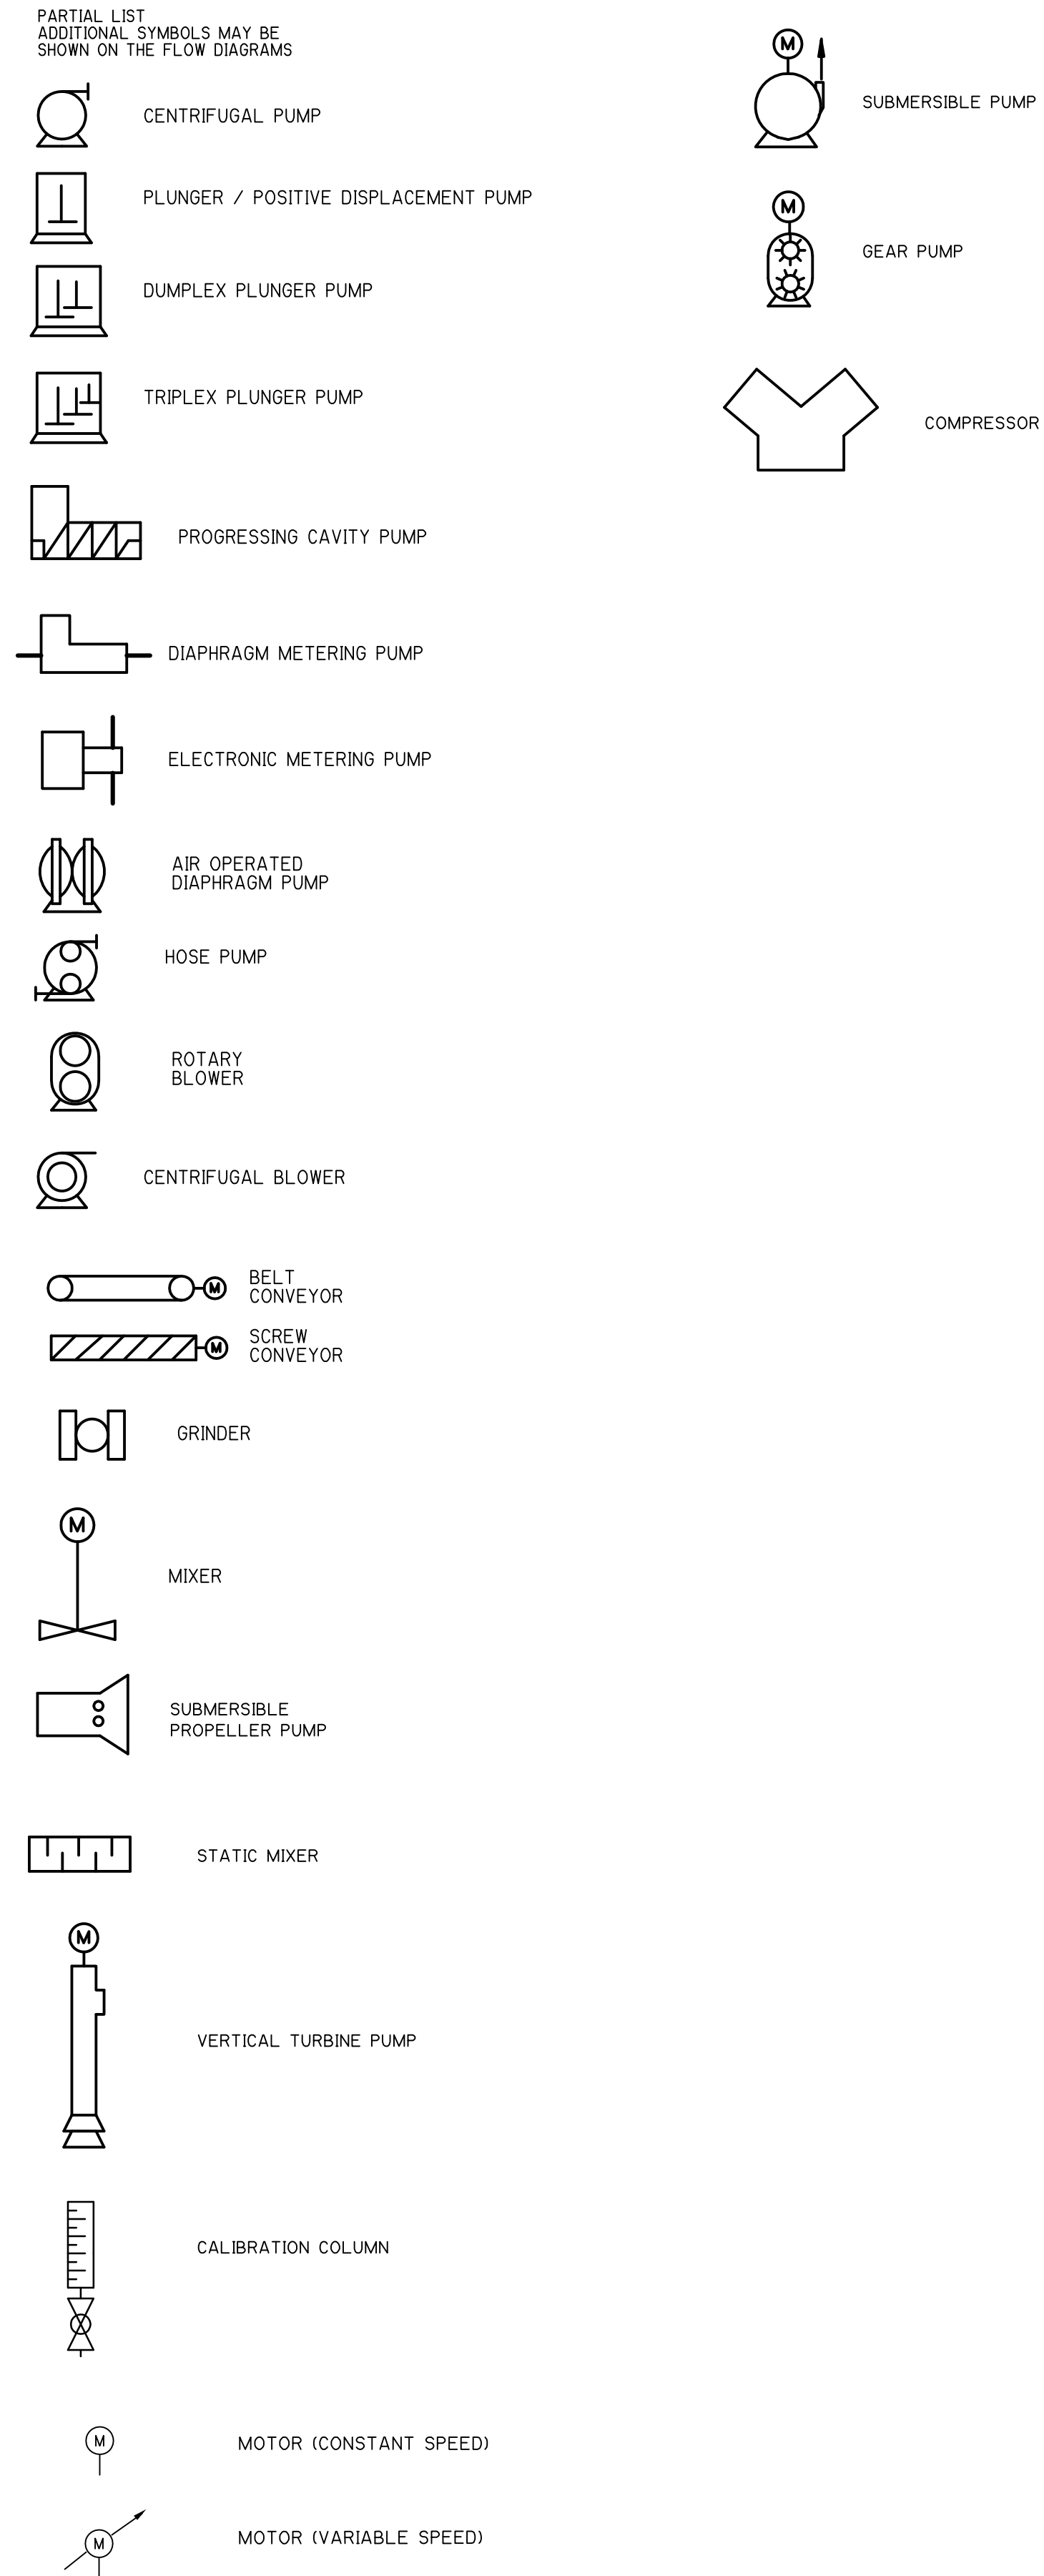 PARTIAL LIST
ADDITIONAL SYMBOLS MAY BE
SHOWN ON THE FLOW DIAGRAMS
CENTRIFUGAL PUMP
PLUNGER / POSITIVE DISPLACEMENT PUMP
DUMPLEX PLUNGER PUMP
TRIPLEX PLUNGER PUMP
PROGRESSING CAVITY PUMP
DIAPHRAGM METERING PUMP
ELECTRONIC METERING PUMP
AIR OPERATED
DIAPHRAGM PUMP
HOSE PUMP
ROTARY
BLOWER
CENTRIFUGAL BLOWER
M
BELT
CONVEYOR
M
SCREW
CONVEYOR
GRINDER
M
MIXER
SUBMERSIBLE
PROPELLER PUMP
STATIC MIXER
M
VERTICAL TURBINE PUMP
CALIBRATION COLUMN
M
MOTOR (CONSTANT SPEED)
M
MOTOR (VARIABLE SPEED)
M
SUBMERSIBLE PUMP
M
GEAR PUMP
COMPRESSOR